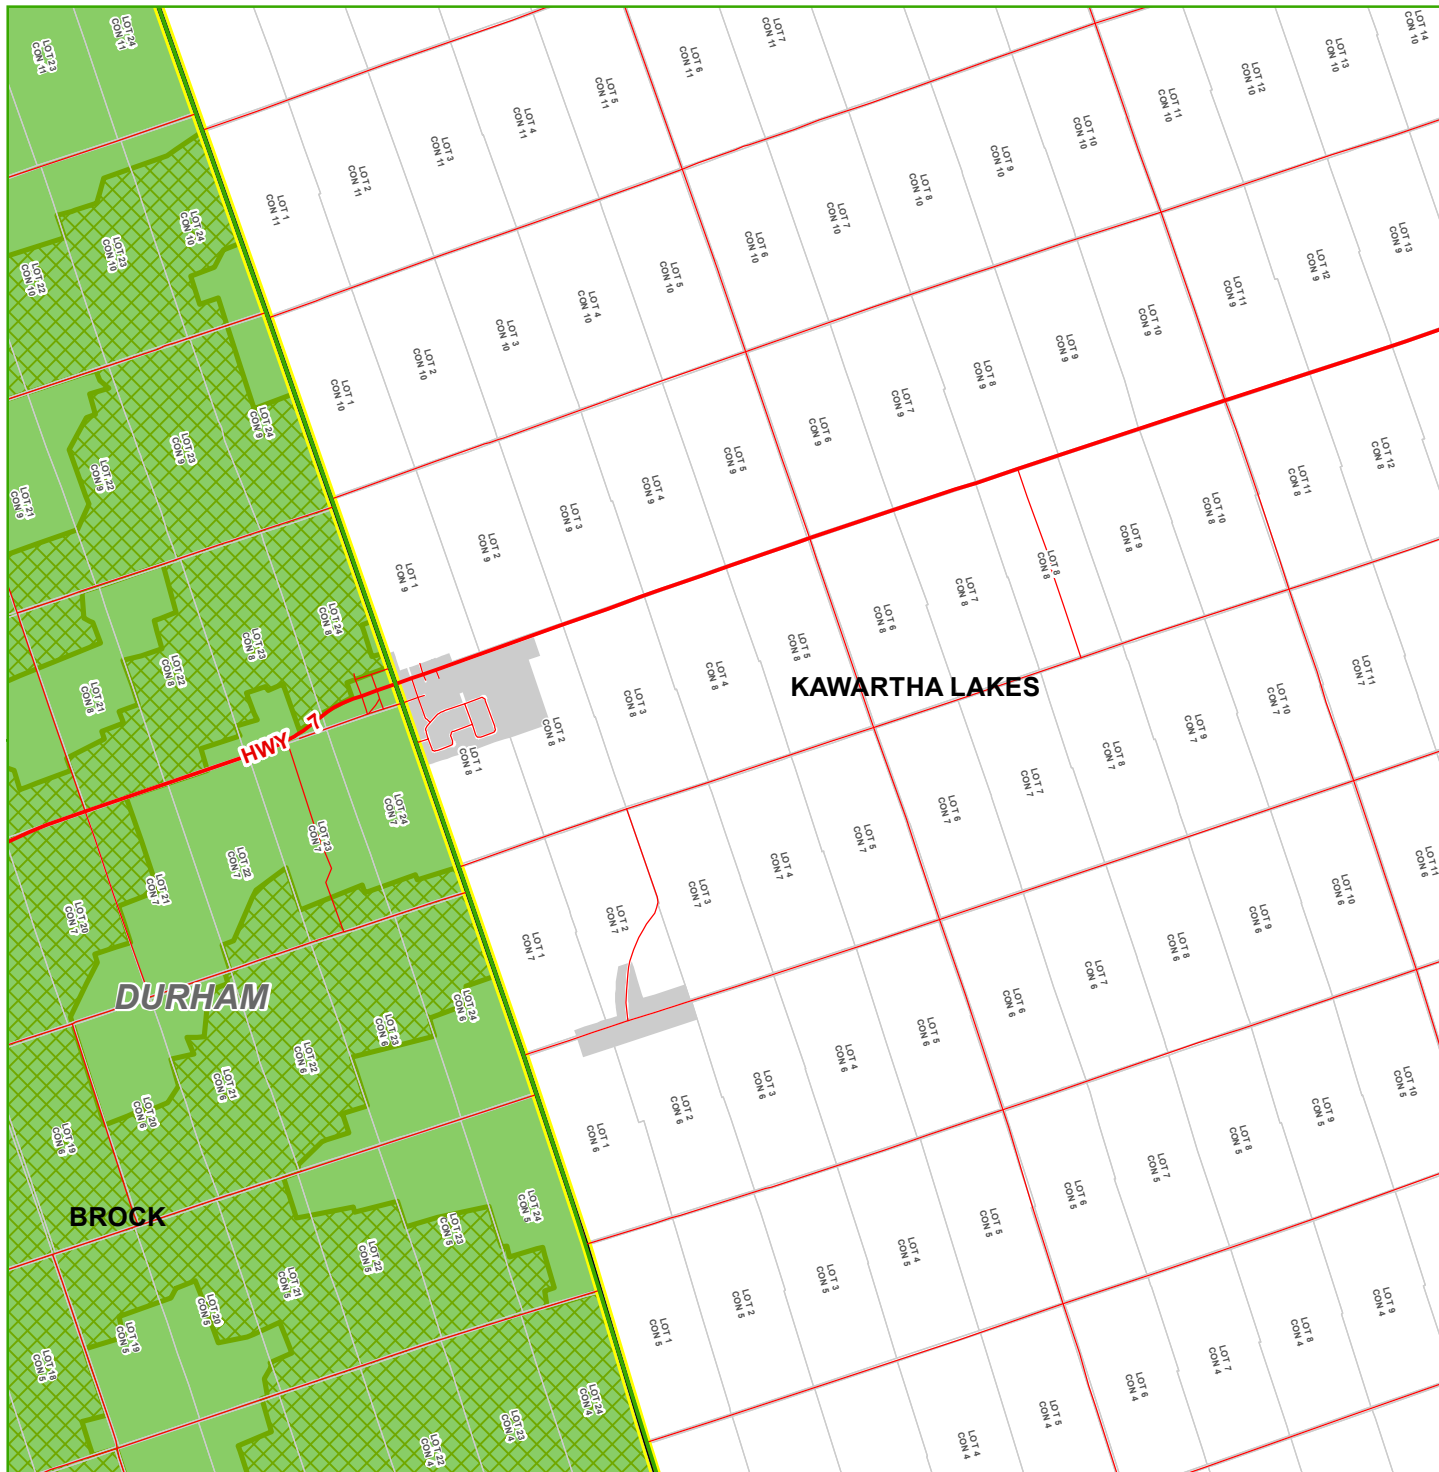 LOT 23
CON 11
LOT 24
CON 11
LOT 5
CON 11
LOT 6
CON 11
LOT 7
CON 11
LOT 11
CON 10
LOT 12
CON 10
LOT 13
CON 10
LOT 14
CON 10
LOT 1
CON 11
LOT 2
CON 11
LOT 3
CON 11
LOT 4
CON 11
LOT 8
CON 10
LOT 9
CON 10
LOT 10
CON 10
LOT 22
CON 10
LOT 23
CON 10
LOT 24
CON 10
LOT 4
CON 10
LOT 5
CON 10
LOT 6
CON 10
LOT 7
CON 10
LOT 11
CON 9
LOT 12
CON 9
LOT 13
CON 9
LOT 1
CON 10
LOT 2
CON 10
LOT 3
CON 10
LOT 7
CON 9
LOT 8
CON 9
LOT 9
CON 9
LOT 10
CON 9
LOT 21
CON 9
LOT 22
CON 9
LOT 23
CON 9
LOT 24
CON 9
LOT 3
CON 9
LOT 4
CON 9
LOT 5
CON 9
LOT 6
CON 9
LOT 10
CON 8
LOT 11
CON 8
LOT 12
CON 8
LOT 1
CON 9
LOT 2
CON 9
LOT 6
CON 8
LOT 7
CON 8
LOT 8
CON 8
LOT 9
CON 8
LOT 21
CON 8
LOT 22
CON 8
LOT 23
CON 8
LOT 24
CON 8
LOT 3
CON 8
LOT 4
CON 8
LOT 5
CON 8
KAWARTHA LAKES
LOT 9
CON 7
LOT 10
CON 7
LOT 11
CON 7
HWY 7
LOT 1
CON 8
LOT 2
CON 8
LOT 6
CON 7
LOT 7
CON 7
LOT 8
CON 7
LOT 20
CON 7
LOT 21
CON 7
LOT 22
CON 7
LOT 23
CON 7
LOT 24
CON 7
LOT 1
CON 7
LOT 2
CON 7
LOT 3
CON 7
LOT 4
CON 7
LOT 5
CON 7
LOT 8
CON 6
LOT 9
CON 6
LOT 10
CON 6
LOT 11
CON 6
DURHAM
LOT 22
CON 6
LOT 23
CON 6
LOT 24
CON 6
LOT 4
CON 6
LOT 5
CON 6
LOT 6
CON 6
LOT 7
CON 6
LOT 19
CON 6
LOT 20
CON 6
LOT 21
CON 6
LOT 1
CON 6
LOT 2
CON 6
LOT 3
CON 6
LOT 7
CON 5
LOT 8
CON 5
LOT 9
CON 5
LOT 10
CON 5
BROCK
LOT 21
CON 5
LOT 22
CON 5
LOT 23
CON 5
LOT 24
CON 5
LOT 3
CON 5
LOT 4
CON 5
LOT 5
CON 5
LOT 6
CON 5
LOT 18
CON 5
LOT 19
CON 5
LOT 20
CON 5
LOT 1
CON 5
LOT 2
CON 5
LOT 6
CON 4
LOT 7
CON 4
LOT 8
CON 4
LOT 9
CON 4
LOT 22
CON 4
LOT 23
CON 4
LOT 24
CON 4
LOT 4
CON 4
LOT 5
CON 4